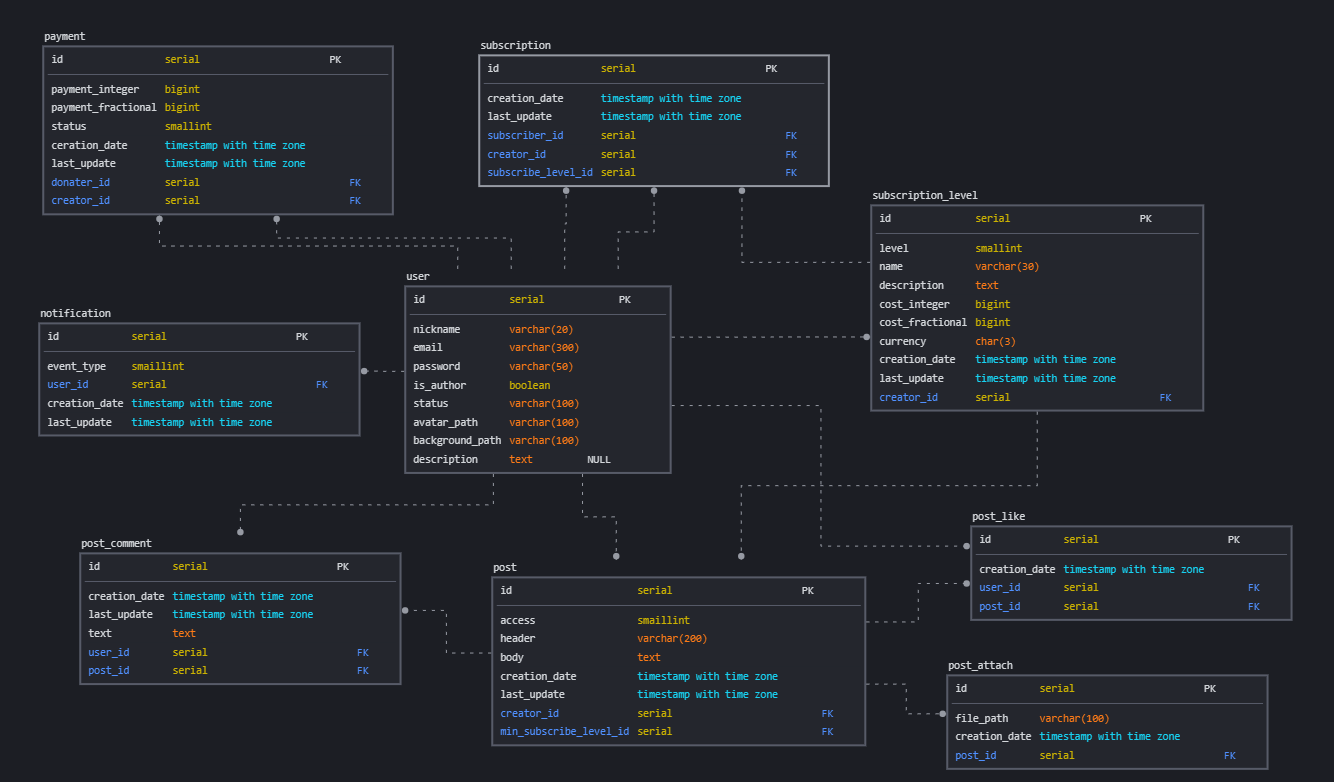 payment
id serial PK
payment_integer bigint
payment_fractional bigint
status smallint
ceration_date timestamp with time zone
last_update timestamp with time zone
donater_id serial FK
creator_id serial FK
subscription
id serial PK
creation_date timestamp with time zone
last_update timestamp with time zone
subscriber_id serial FK
creator_id serial FK
subscribe_level_id serial FK
subscription_level
id serial PK
level smallint
name varchar(30)
description text
cost_integer bigint
cost_fractional bigint
currency char(3)
creation_date timestamp with time zone
last_update timestamp with time zone
creator_id serial FK
user
id serial PK
nickname varchar(20)
email varchar(300)
password varchar(50)
is_author boolean
status varchar(100)
avatar_path varchar(100)
background_path varchar(100)
description text NULL
notification
id serial PK
event_type smaillint
user_id serial FK
creation_date timestamp with time zone
last_update timestamp with time zone
post_comment
id serial PK
creation_date timestamp with time zone
last_update timestamp with time zone
text text
user_id serial FK
post_id serial FK
post
id serial PK
access smaillint
header varchar(200)
body text
creation_date timestamp with time zone
last_update timestamp with time zone
creator_id serial FK
min_subscribe_level_id serial FK
post_like
id serial PK
creation_date timestamp with time zone
user_id serial FK
post_id serial FK
post_attach
id serial PK
file_path varchar(100)
creation_date timestamp with time zone
post_id serial FK